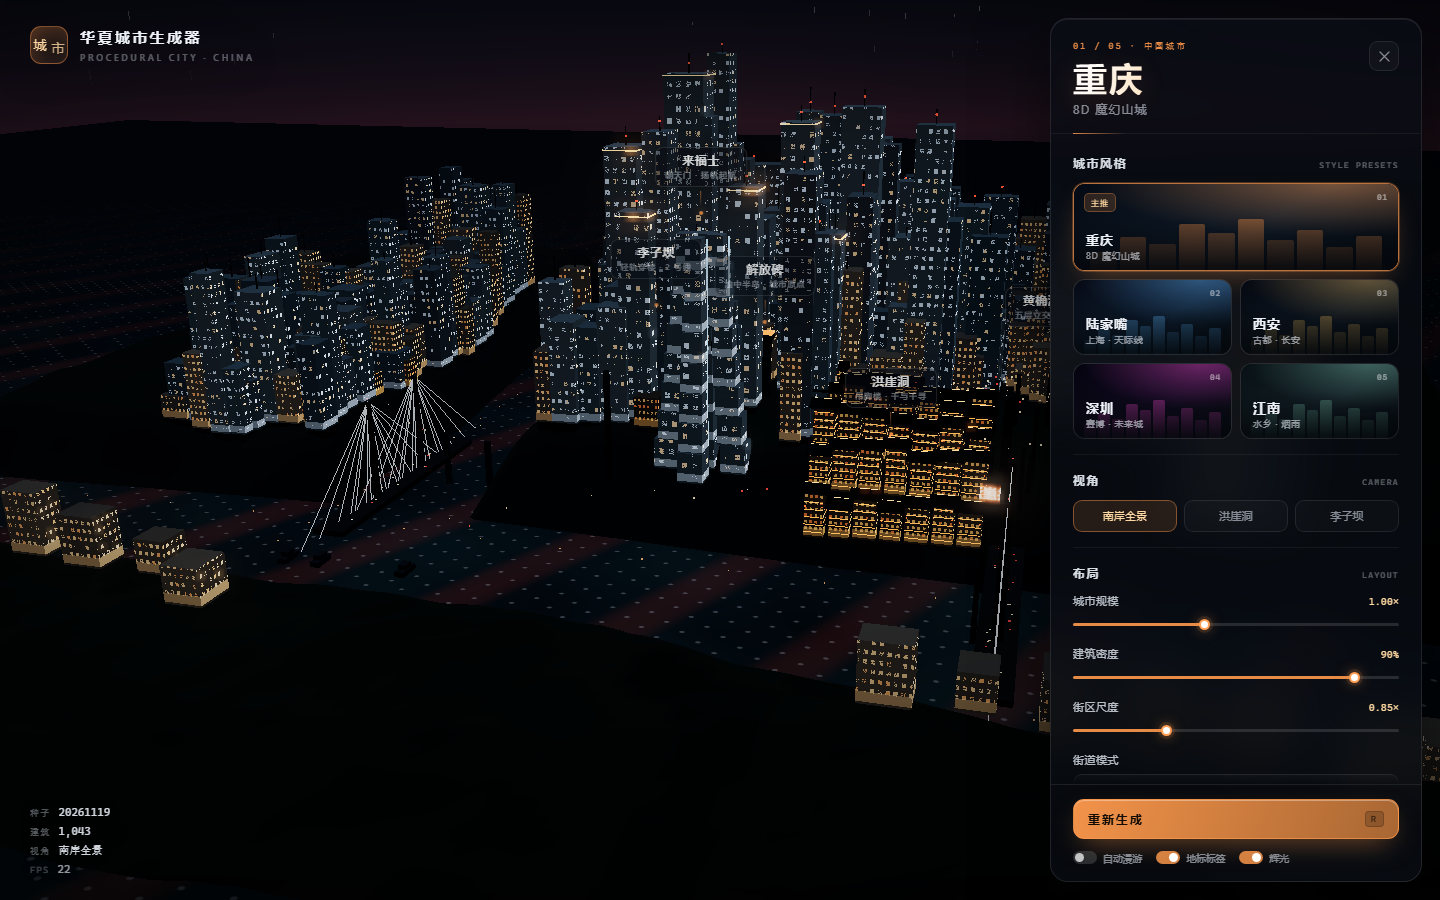 城市
华夏城市生成器
PROCEDURAL CITY · CHINA
来福士
李子坝
解放碑
洪崖洞
种子 20261119
建筑 1,043
视角 南岸全景
FPS 22
01 / 05 · 中国城市
重庆
8D 魔幻山城
城市风格 STYLE PRESETS
主推 01
重庆
8D 魔幻山城
02
陆家嘴
上海 · 天际线
03
西安
古都 · 长安
04
深圳
赛博 · 未来城
05
江南
水乡 · 烟雨
视角 CAMERA
南岸全景 洪崖洞 李子坝
布局 LAYOUT
城市规模 1.00×
建筑密度 90%
街区尺度 0.85×
街道模式
重新生成 R
自动漫游 地标标签 辉光